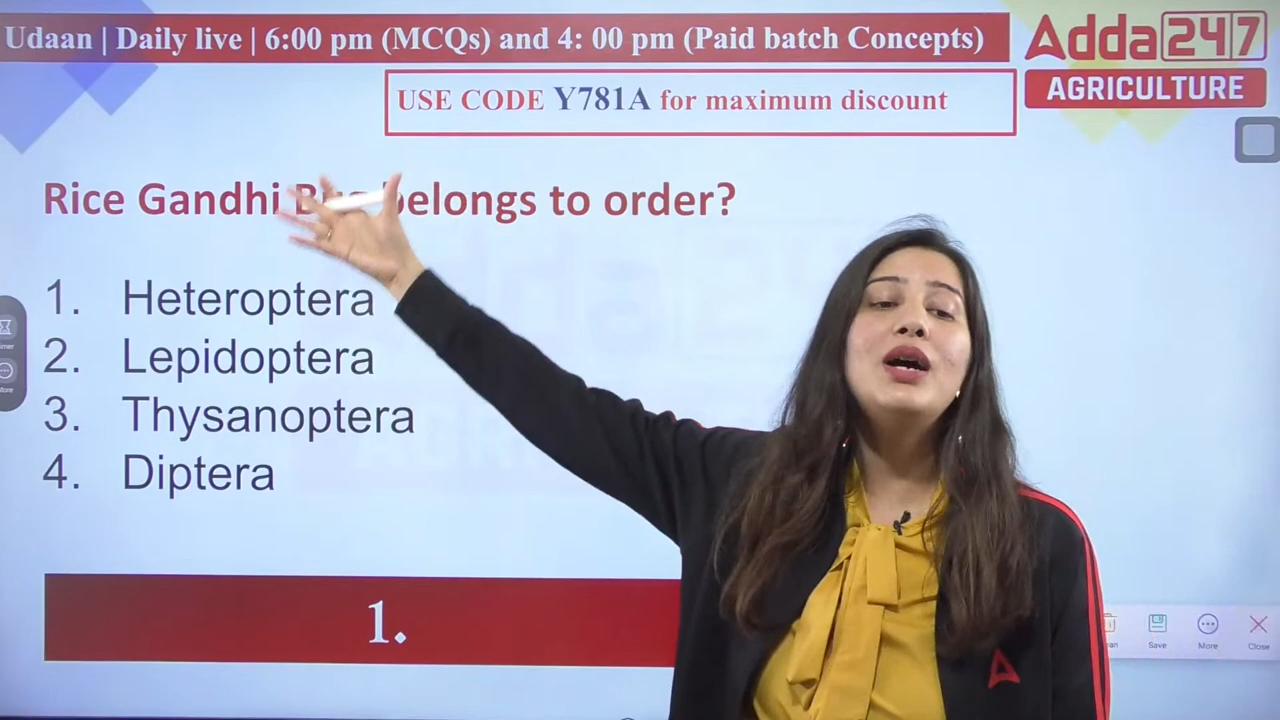 Udaan | Daily live | 6:00 pm (MCQs) and 4: 00 pm (Paid batch Concepts)
Adda247
AGRICULTURE
USE CODE Y781A for maximum discount
Rice Gandhi belongs to order?
1. Heteroptera
2. Lepidoptera
3. Thysanoptera
4. Diptera
1.
Save
More
Close